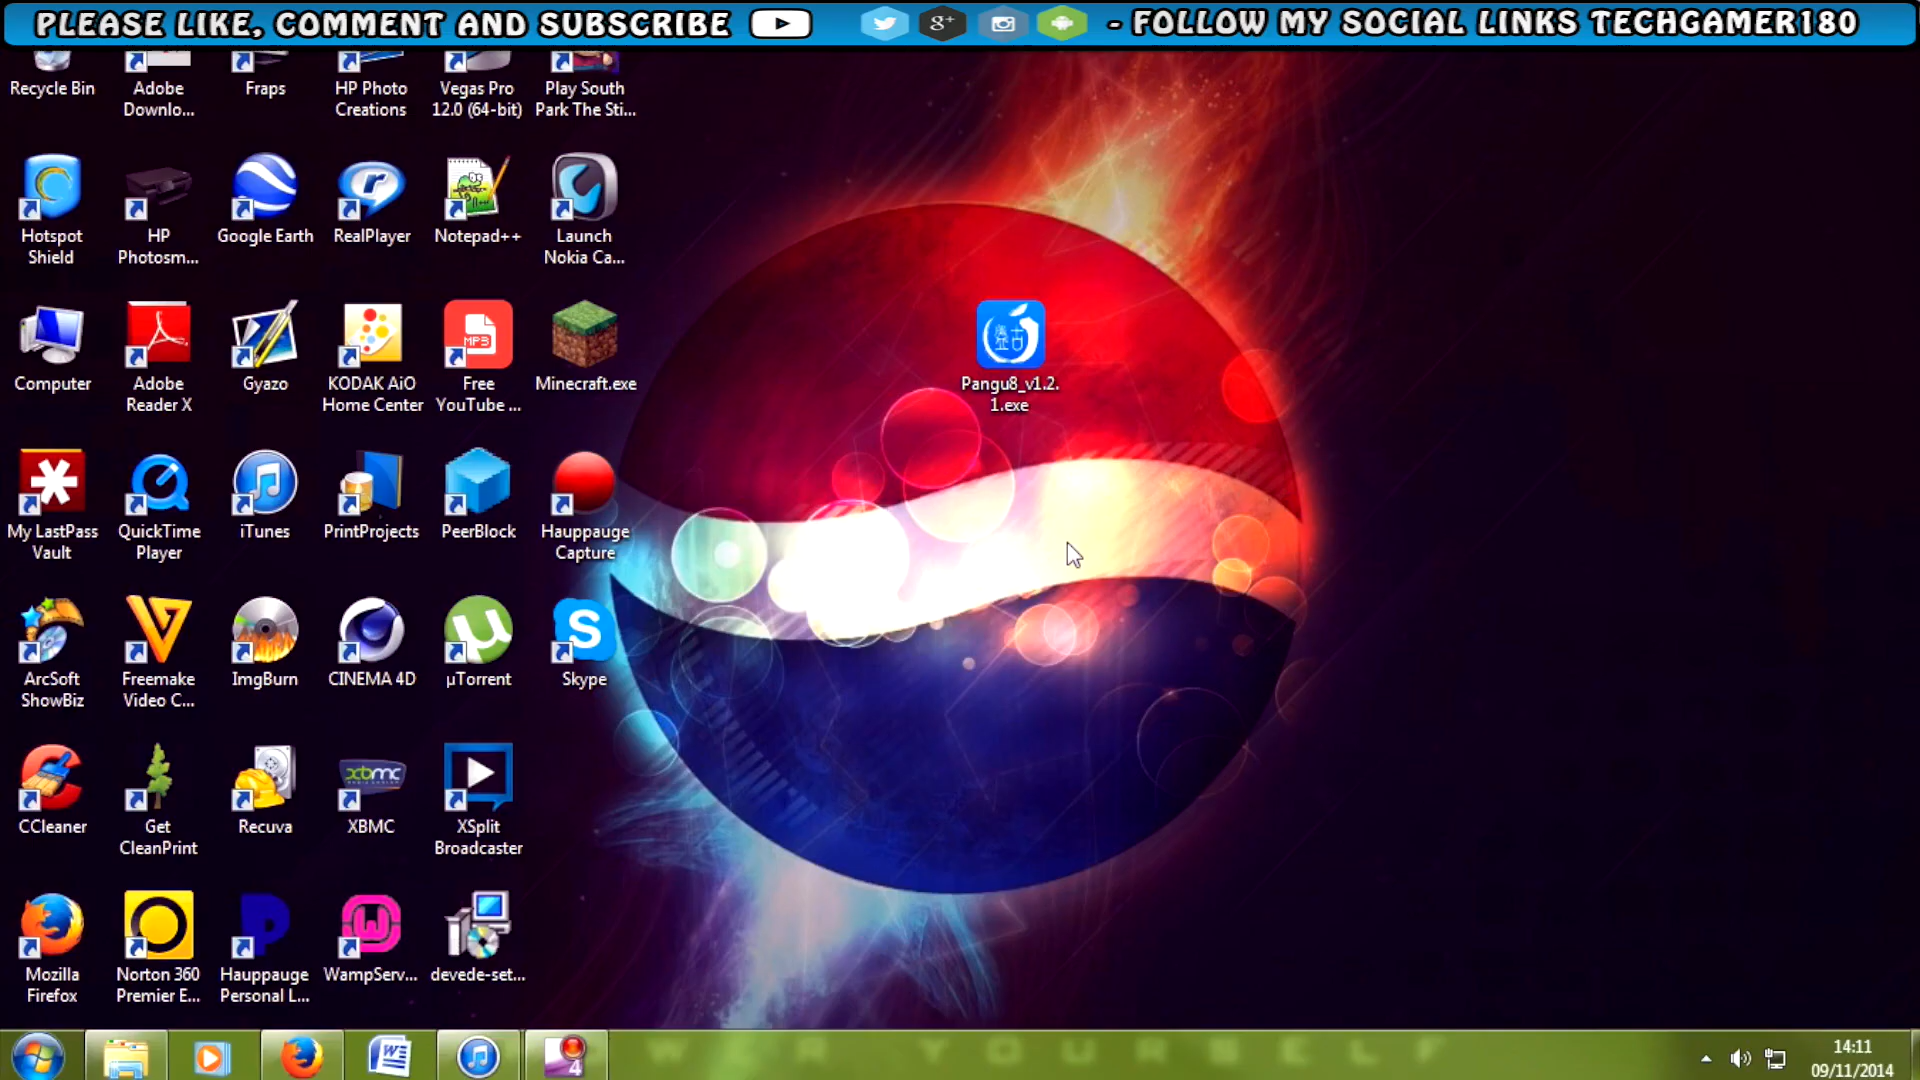 PLEASE LIKE, COMMENT AND SUBSCRIBE
- FOLLOW MY SOCIAL LINKS TECHGAMER180
Recycle Bin
Adobe
Downlo...
Fraps
HP Photo
Creations
Vegas Pro
12.0 (64-bit)
Play South
Park The Sti...
Hotspot
Shield
HP
Photosm...
Google Earth
RealPlayer
Notepad++
Launch
Nokia Ca...
Computer
Adobe
Reader X
Gyazo
KODAK AiO
Home Center
MP3
Free
YouTube ...
Minecraft.exe
Pangu8_v1.2.
1.exe
My LastPass
Vault
QuickTime
Player
iTunes
PrintProjects
PeerBlock
Hauppauge
Capture
ArcSoft
ShowBiz
Freemake
Video C...
ImgBurn
CINEMA 4D
µTorrent
Skype
CCleaner
Get
CleanPrint
Recuva
xbmc
XBMC
XSplit
Broadcaster
Mozilla
Firefox
Norton 360
Premier E...
Hauppauge
Personal L...
WampServ...
devede-set...
YOURSELF
14:11
09/11/2014